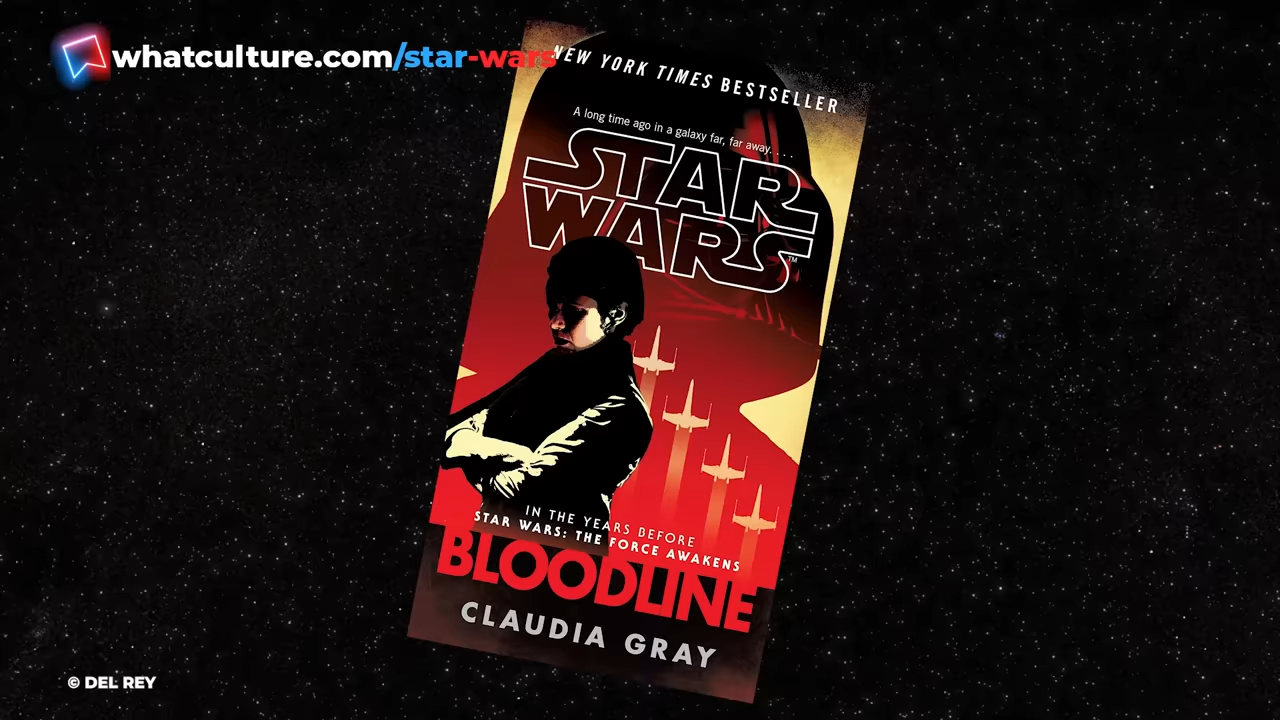 whatculture.com/star-wars
NEW YORK TIMES BESTSELLER
A long time ago in a galaxy far, far away. . . .
STAR
WARS™
IN THE YEARS BEFORE
STAR WARS: THE FORCE AWAKENS
BLOODLINE
CLAUDIA GRAY
© DEL REY